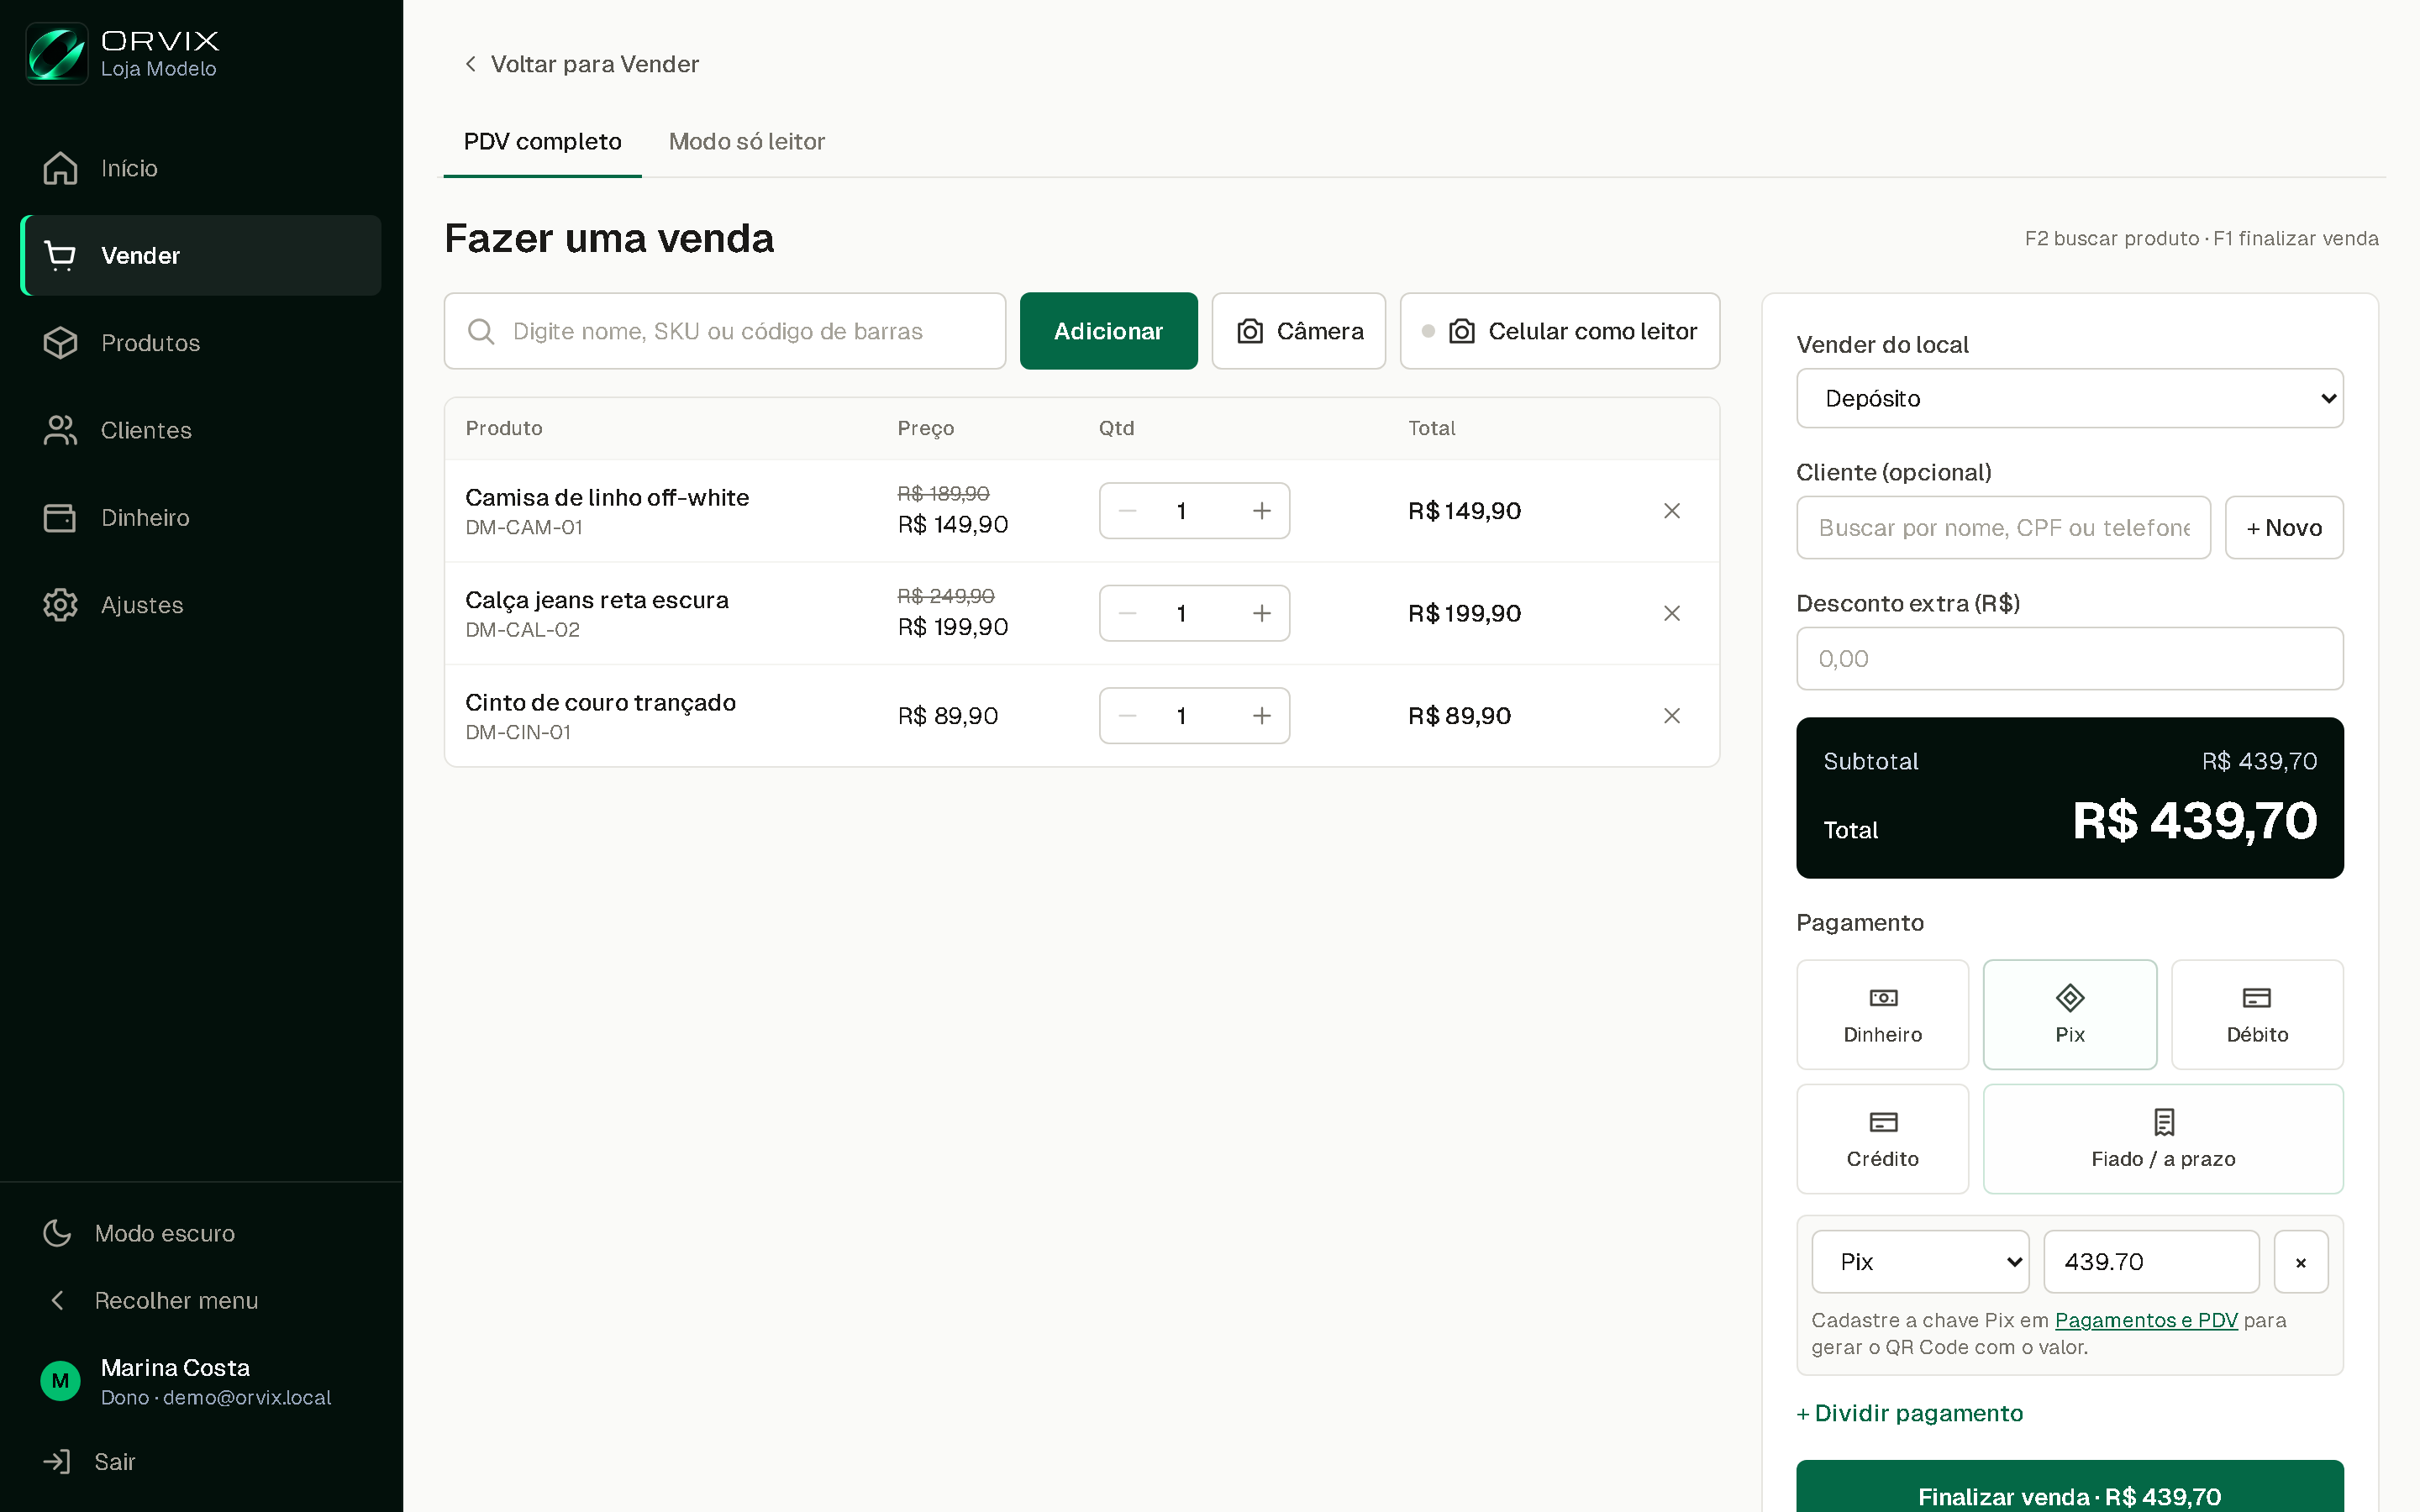 ORVIX
Loja Modelo
Início
Vender
Produtos
Clientes
Dinheiro
Ajustes
Modo escuro
Recolher menu
M
Marina Costa
Dono · demo@orvix.local
Sair
Voltar para Vender
PDV completo
Modo só leitor
Fazer uma venda
F2 buscar produto · F1 finalizar venda
Digite nome, SKU ou código de barras
Adicionar
Câmera
Celular como leitor
Produto Preço Qtd Total
Camisa de linho off-white
DM-CAM-01
R$ 189,90
R$ 149,90
1
R$ 149,90
Calça jeans reta escura
DM-CAL-02
R$ 249,90
R$ 199,90
1
R$ 199,90
Cinto de couro trançado
DM-CIN-01
R$ 89,90
1
R$ 89,90
Vender do local
Depósito
Cliente (opcional)
Buscar por nome, CPF ou telefone
+ Novo
Desconto extra (R$)
0,00
Subtotal R$ 439,70
Total R$ 439,70
Pagamento
Dinheiro
Pix
Débito
Crédito
Fiado / a prazo
Pix
439.70
×
Cadastre a chave Pix em Pagamentos e PDV para
gerar o QR Code com o valor.
+ Dividir pagamento
Finalizar venda · R$ 439,70